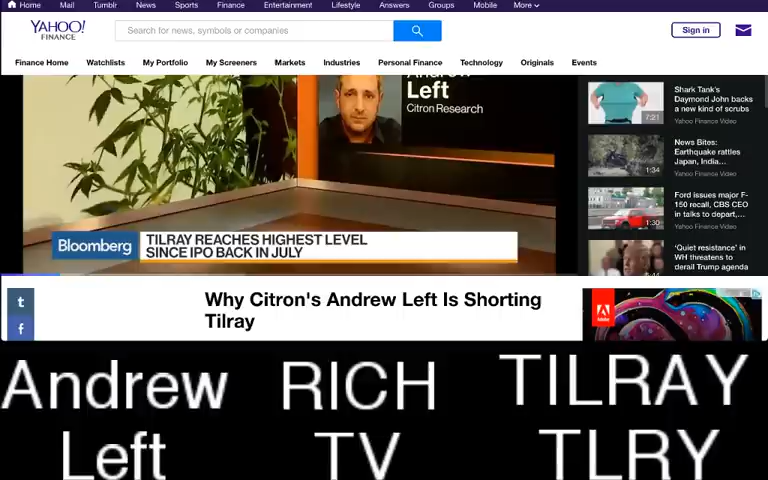 Home Mail Tumblr News Sports Finance Entertainment Lifestyle Answers Groups Mobile More
YAHOO!
FINANCE
Search for news, symbols or companies
Sign in
Finance Home Watchlists My Portfolio My Screeners Markets Industries Personal Finance Technology Originals Events
Andrew
Left
Citron Research
Bloomberg
TILRAY REACHES HIGHEST LEVEL
SINCE IPO BACK IN JULY
Shark Tank's
Daymond John backs
a new kind of scrubs
Yahoo Finance Video
7:21
News Bites:
Earthquake rattles
Japan, India...
Yahoo Finance Video
1:34
Ford issues major F-
150 recall, CBS CEO
in talks to depart,...
Yahoo Finance Video
1:30
'Quiet resistance' in
WH threatens to
derail Trump agenda
5:44
t
f
Why Citron's Andrew Left Is Shorting
Tilray
Adobe
Andrew
Left
RICH
TV
TILRAY
TLRY